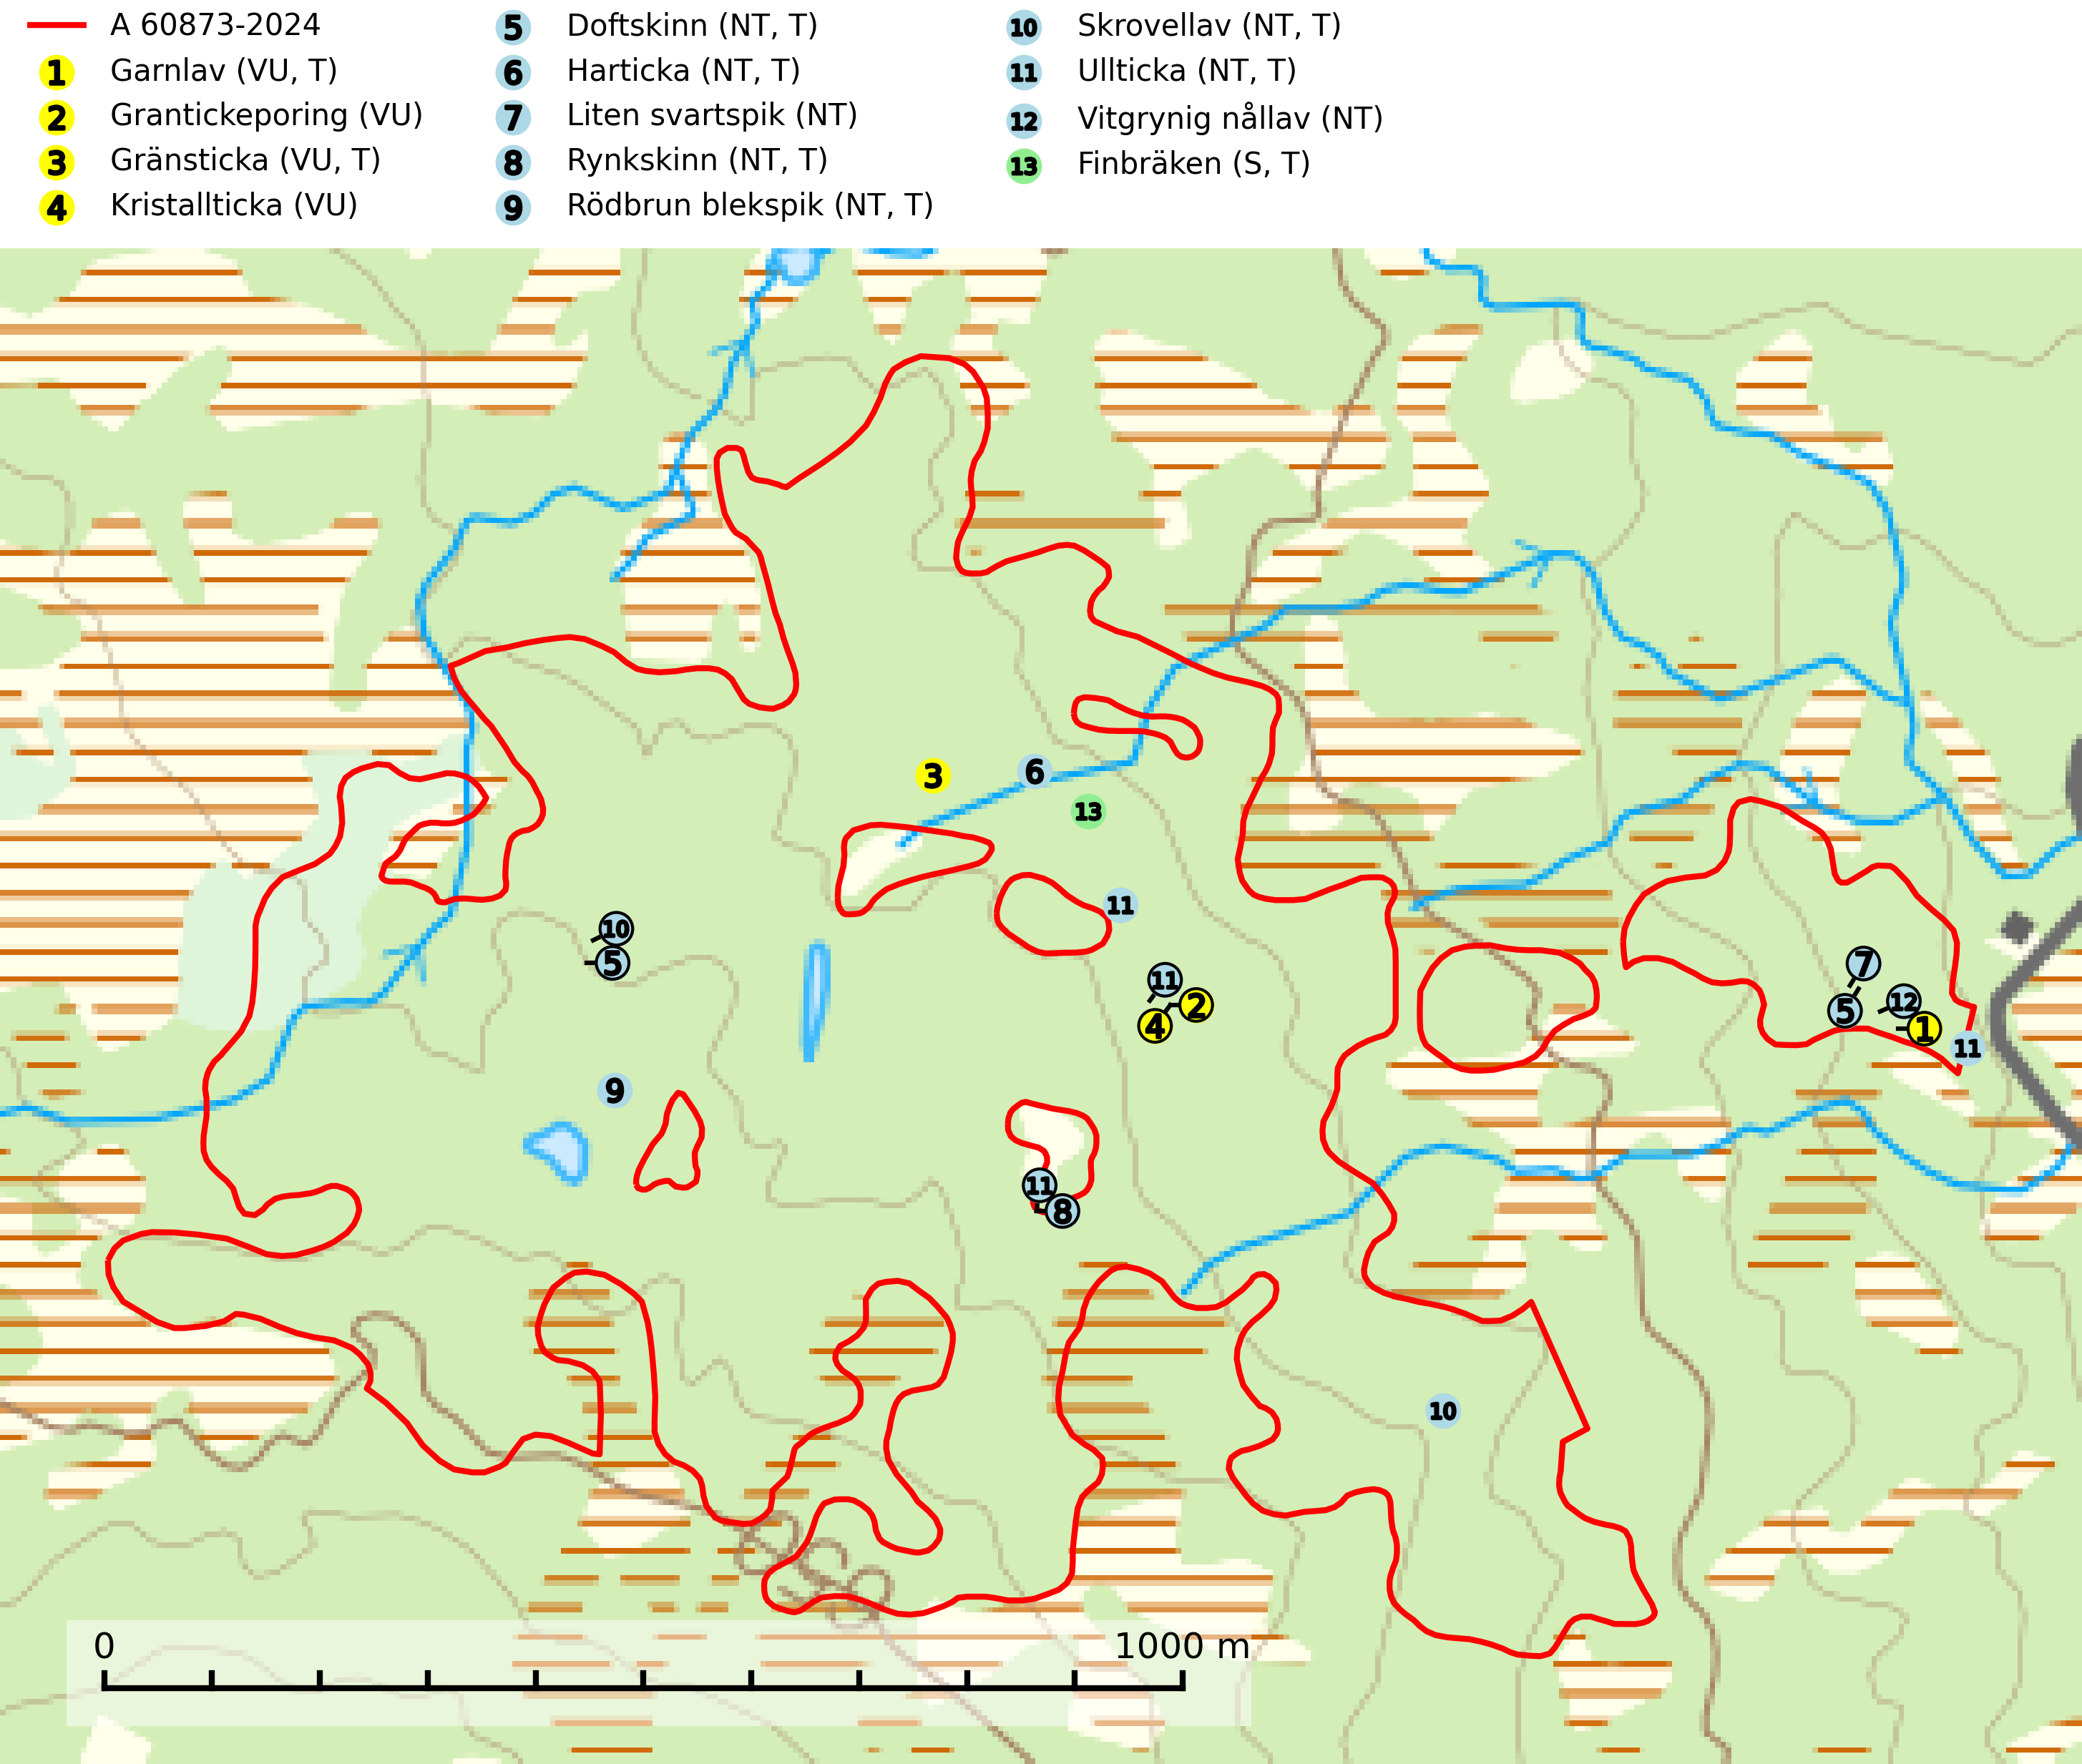 A 60873-2024
1 Garnlav (VU, T)
2 Grantickeporing (VU)
3 Gränsticka (VU, T)
4 Kristallticka (VU)
5 Doftskinn (NT, T)
6 Harticka (NT, T)
7 Liten svartspik (NT)
8 Rynkskinn (NT, T)
9 Rödbrun blekspik (NT, T)
10 Skrovellav (NT, T)
11 Ullticka (NT, T)
12 Vitgrynig nållav (NT)
13 Finbräken (S, T)
3
6
13
11
10
5
11
2
4
7
5
12
1
11
9
11
8
10
0 1000 m